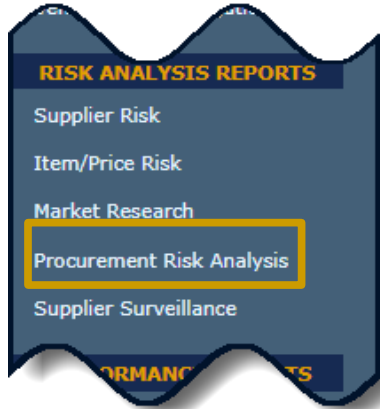 RISK ANALYSIS REPORTS
Supplier Risk
Item/Price Risk
Market Research
Procurement Risk Analysis
Supplier Surveillance